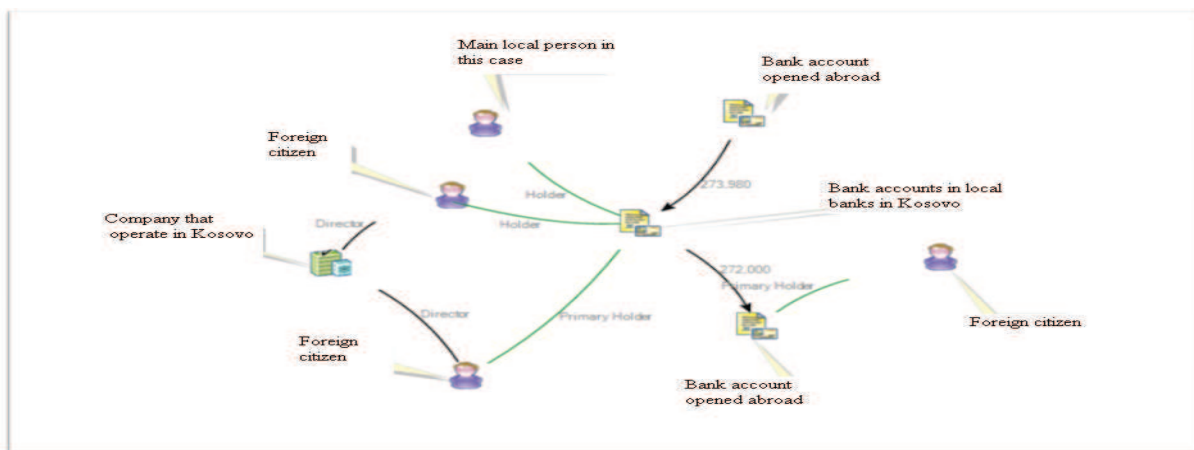 Main local person in
this case
Bank account
opened abroad
Foreign
citizen
273,980
Holder
Bank accounts in local
banks in Kosovo
Company that
operate in Kosovo
Director
Holder
272,000
Primary Holder
Director
Primary Holder
Foreign citizen
Foreign
citizen
Bank account
opened abroad